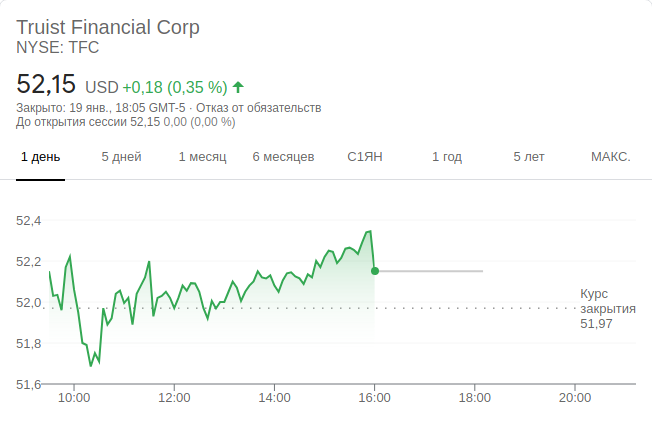 Truist Financial Corp
NYSE: TFC
52,15 USD +0,18 (0,35 %)
Закрыто: 19 янв., 18:05 GMT-5 · Отказ от обязательств
До открытия сессии 52,15 0,00 (0,00 %)
1 день 5 дней 1 месяц 6 месяцев С1ЯН 1 год 5 лет МАКС.
52,4
52,2
52,0
51,8
51,6
Курс
закрытия
51,97
10:00 12:00 14:00 16:00 18:00 20:00